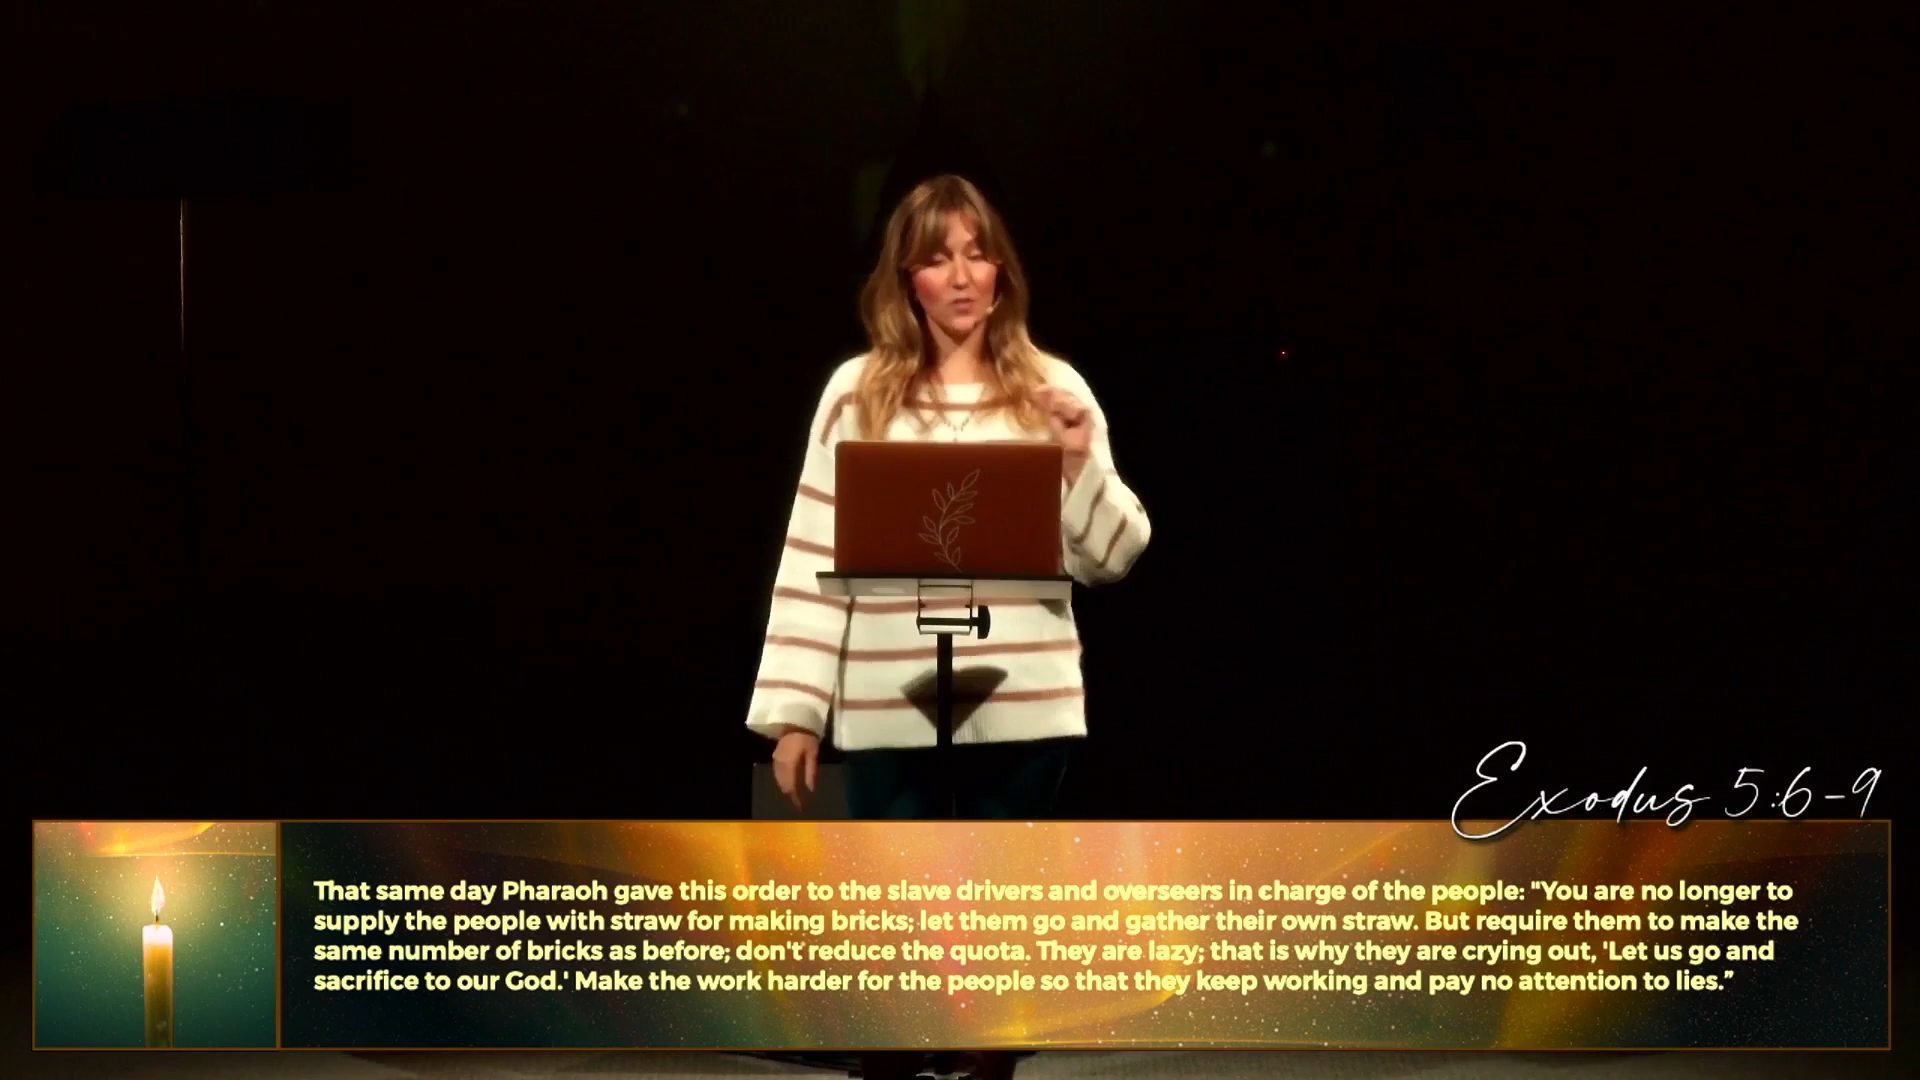 Exodus 5:6-9
That same day Pharaoh gave this order to the slave drivers and overseers in charge of the people: "You are no longer to
supply the people with straw for making bricks; let them go and gather their own straw. But require them to make the
same number of bricks as before; don't reduce the quota. They are lazy; that is why they are crying out, 'Let us go and
sacrifice to our God.' Make the work harder for the people so that they keep working and pay no attention to lies.”